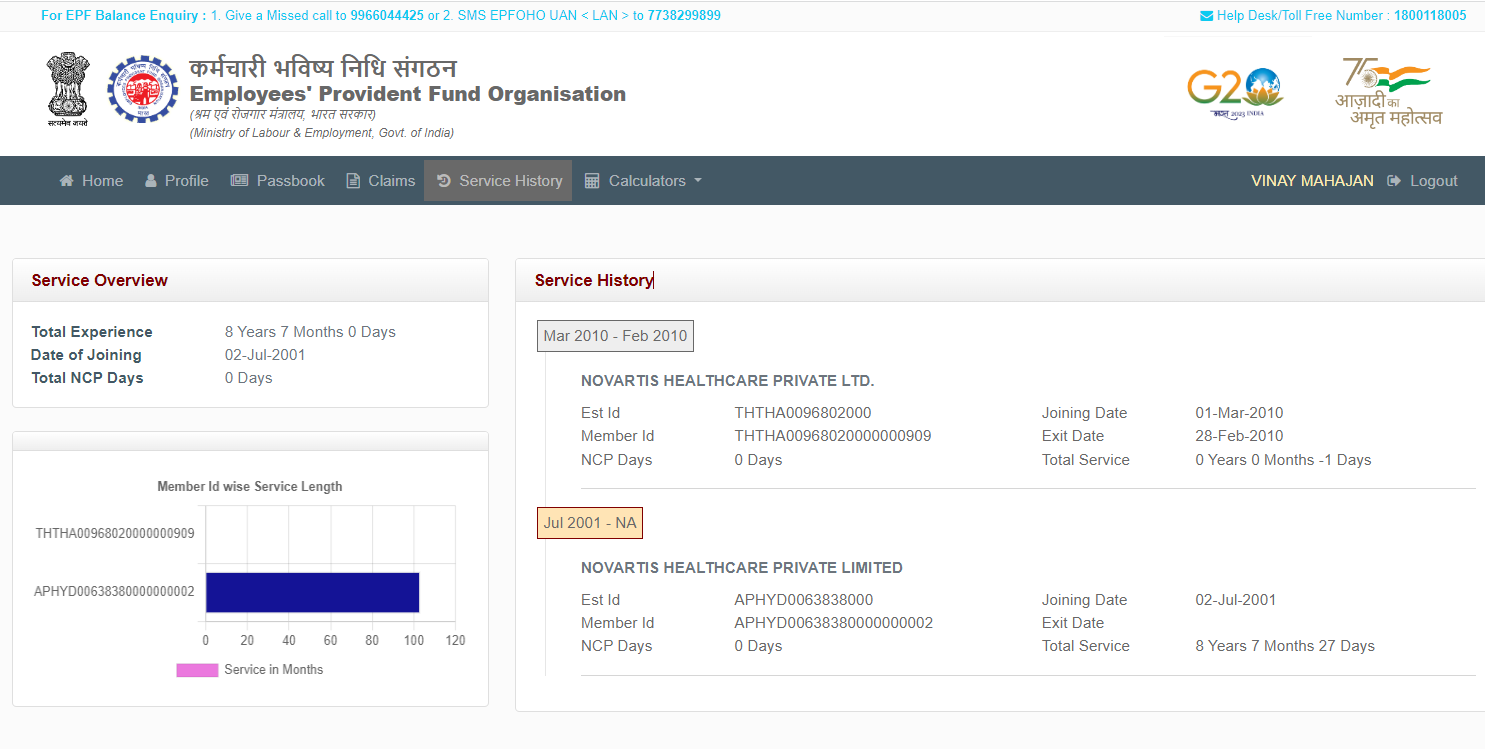 For EPF Balance Enquiry : 1. Give a Missed call to 9966044425 or 2. SMS EPFOHO UAN < LAN > to 7738299899
Help Desk/Toll Free Number : 1800118005
कर्मचारी भविष्य निधि संगठन
Employees' Provident Fund Organisation
(श्रम एवं रोजगार मंत्रालय, भारत सरकार)
(Ministry of Labour & Employment, Govt. of India)
सत्यमेव जयते
G20
भारत 2023 INDIA
75
आज़ादी का
अमृत महोत्सव
Home Profile Passbook Claims Service History Calculators
VINAY MAHAJAN Logout
Service Overview
Total Experience 8 Years 7 Months 0 Days
Date of Joining 02-Jul-2001
Total NCP Days 0 Days
Member Id wise Service Length
THTHA00968020000000909
APHYD00638380000000002
0 20 40 60 80 100 120
Service in Months
Service History
Mar 2010 - Feb 2010
NOVARTIS HEALTHCARE PRIVATE LTD.
Est Id THTHA0096802000 Joining Date 01-Mar-2010
Member Id THTHA00968020000000909 Exit Date 28-Feb-2010
NCP Days 0 Days Total Service 0 Years 0 Months -1 Days
Jul 2001 - NA
NOVARTIS HEALTHCARE PRIVATE LIMITED
Est Id APHYD0063838000 Joining Date 02-Jul-2001
Member Id APHYD00638380000000002 Exit Date
NCP Days 0 Days Total Service 8 Years 7 Months 27 Days